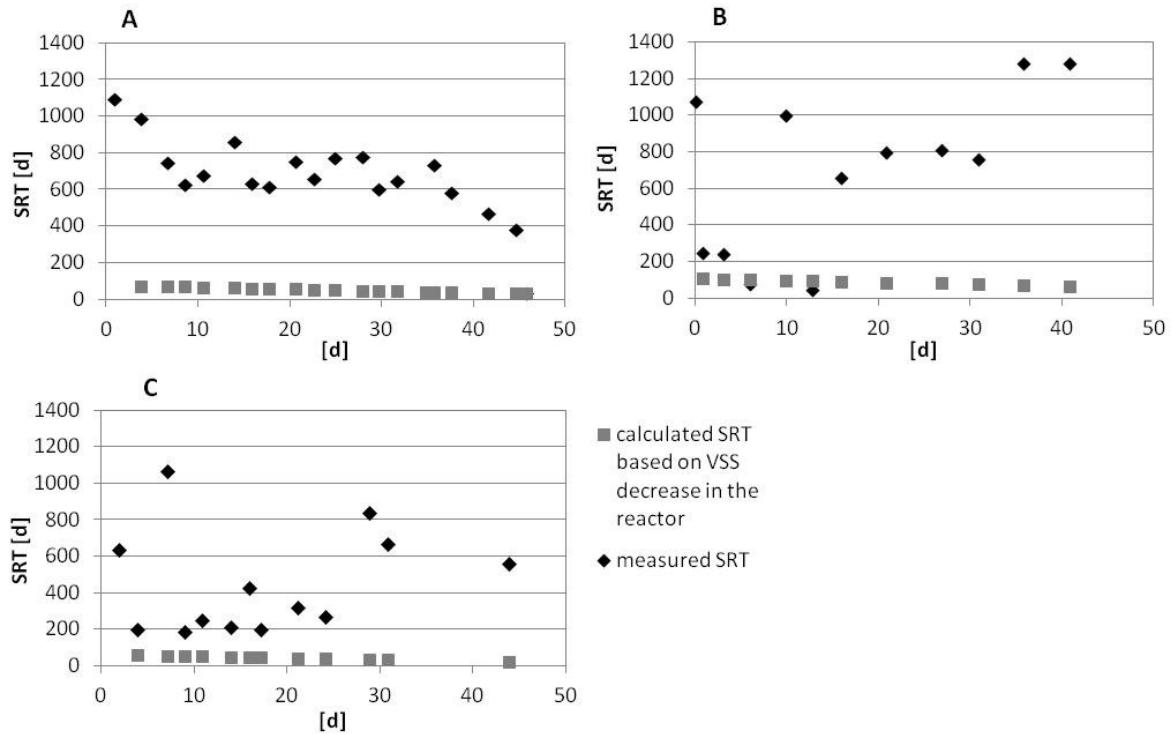 A
1400
1200
1000
800
600
400
200
0
SRT [d]
0 10 20 30 40 50
[d]
B
1400
1200
1000
800
600
400
200
0
SRT [d]
0 10 20 30 40 50
[d]
C
1400
1200
1000
800
600
400
200
0
SRT [d]
0 10 20 30 40 50
[d]
calculated SRT
based on VSS
decrease in the
reactor
measured SRT